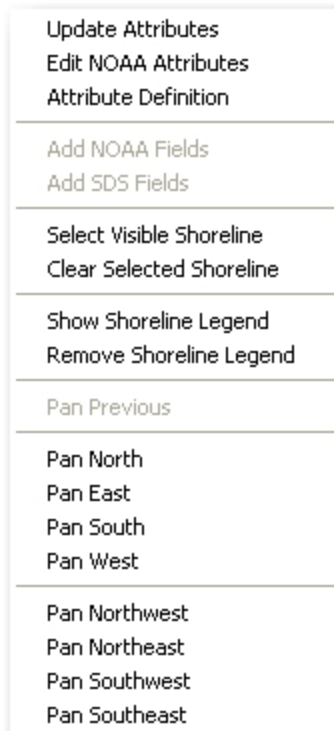 Update Attributes
Edit NOAA Attributes
Attribute Definition
Add NOAA Fields
Add SDS Fields
Select Visible Shoreline
Clear Selected Shoreline
Show Shoreline Legend
Remove Shoreline Legend
Pan Previous
Pan North
Pan East
Pan South
Pan West
Pan Northwest
Pan Northeast
Pan Southwest
Pan Southeast